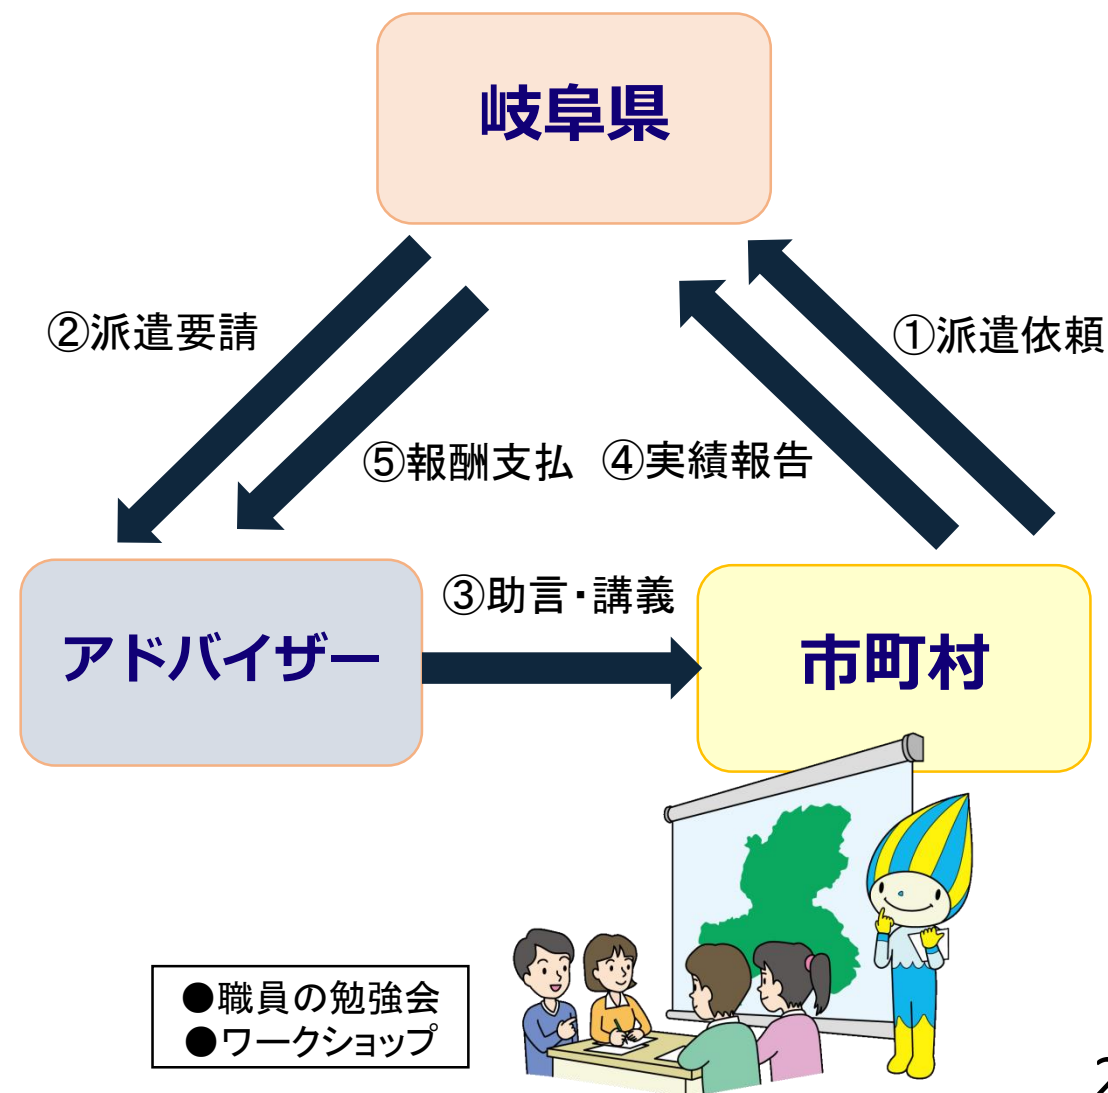 岐阜県
②派遣要請
①派遣依頼
⑤報酬支払
④実績報告
③助言・講義
アドバイザー
市町村
●職員の勉強会
●ワークショップ